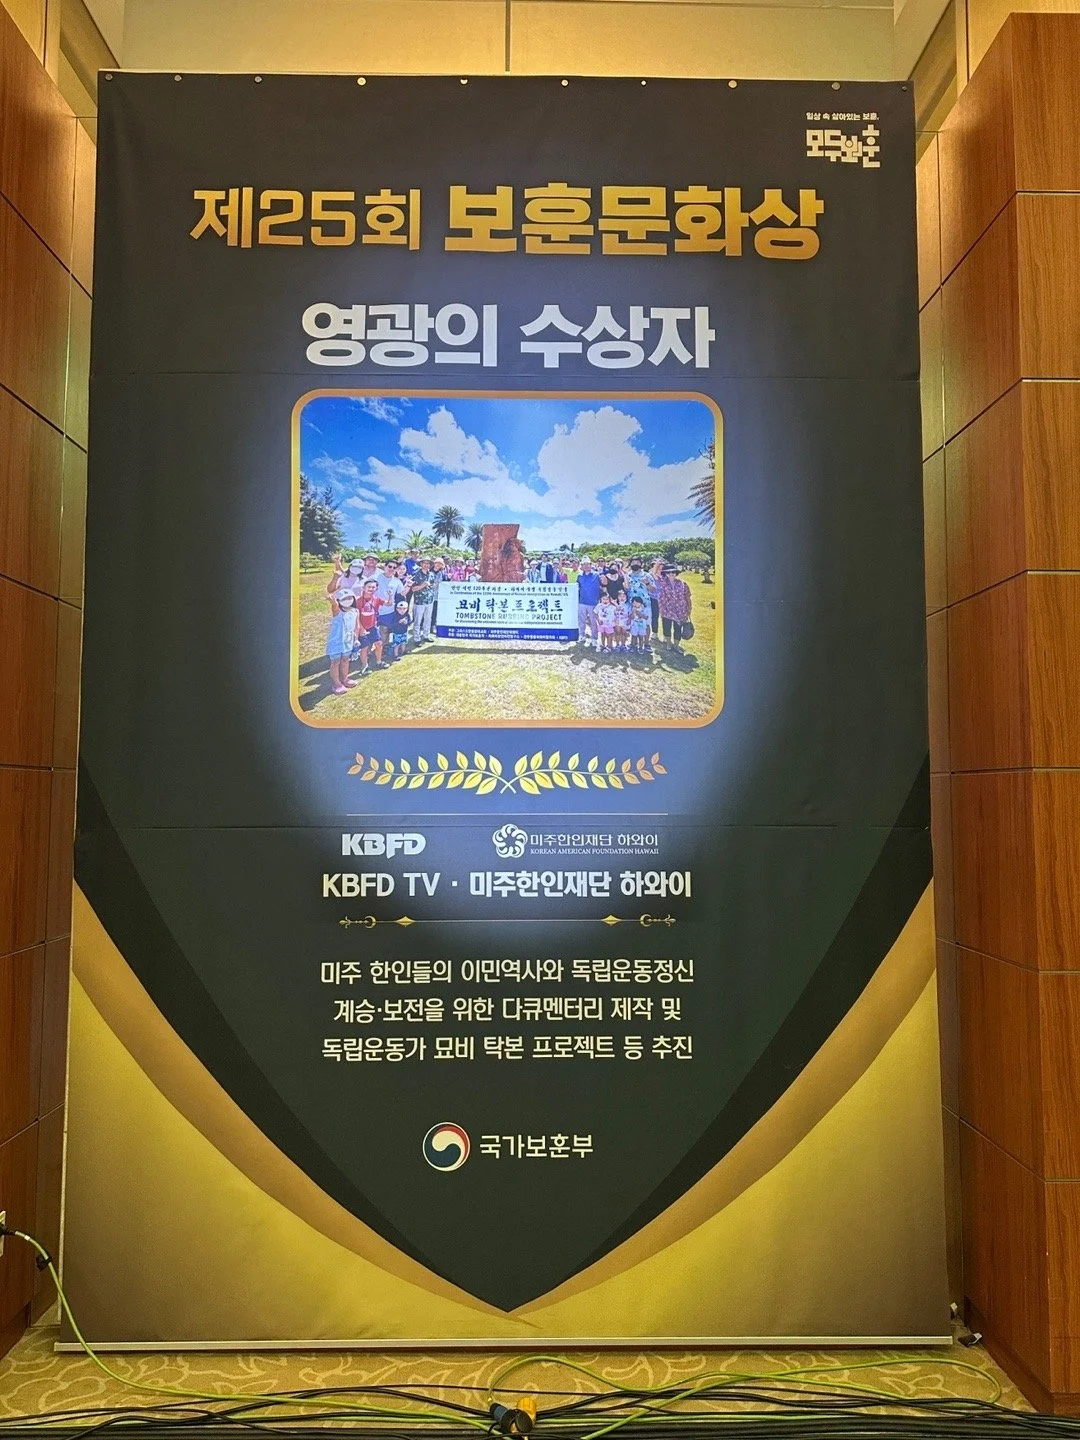 일상 속 살아있는 보훈,
모두의보훈
제25회 보훈문화상
영광의 수상자
묘비 탁본 프로젝트
TOMBSTONE RUBBING PROJECT
KBFD
미주한인재단 하와이
KOREAN AMERICAN FOUNDATION HAWAII
KBFD TV · 미주한인재단 하와이
미주 한인들의 이민역사와 독립운동정신
계승·보전을 위한 다큐멘터리 제작 및
독립운동가 묘비 탁본 프로젝트 등 추진
국가보훈부